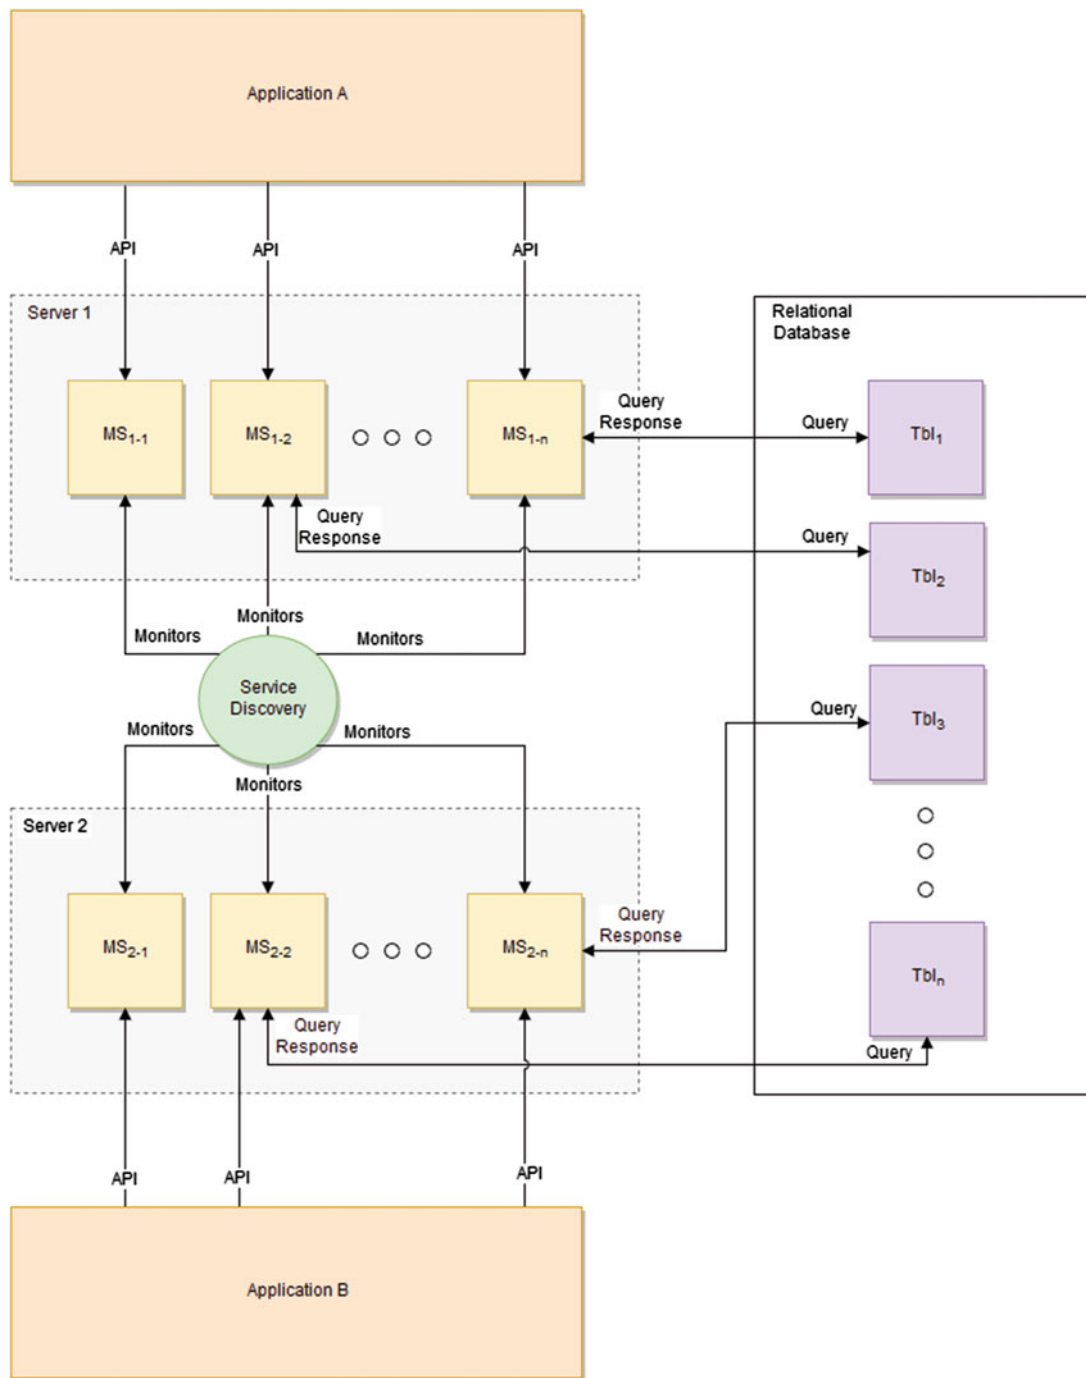 Application A
API
API
API
Server 1
Relational
Database
MS1-1
MS1-2
MS1-n
Query
Response
Query
Tbl1
Query
Response
Query
Tbl2
Monitors
Monitors
Monitors
Service
Discovery
Query
Tbl3
Monitors
Monitors
Monitors
Server 2
MS2-1
MS2-2
MS2-n
Query
Response
Tbln
Query
Response
Query
API
API
API
Application B